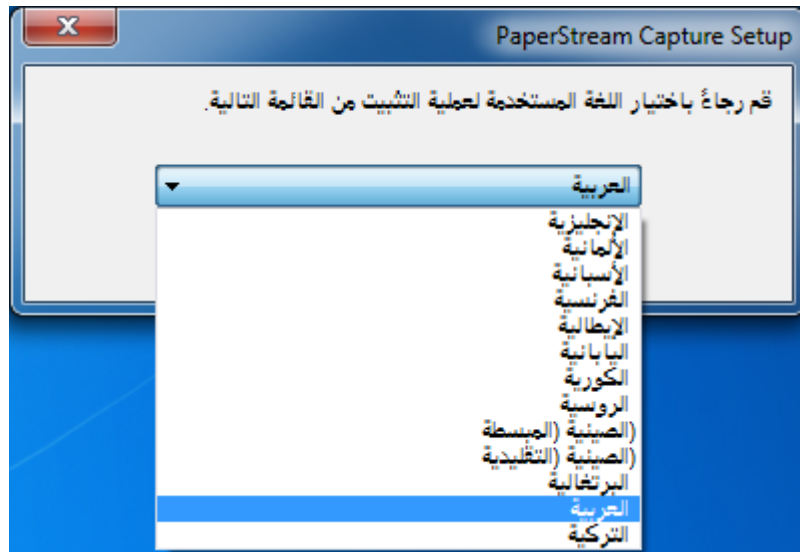 PaperStream Capture Setup
قم رجاءً باختيار اللغة المستخدمة لعملية التثبيت من القائمة التالية.
العربية
الإنجليزية
الألمانية
الأسبانية
الفرنسية
الإيطالية
اليابانية
الكورية
الروسية
الصينية (المبسطة)
الصينية (التقليدية)
البرتغالية
العربية
التركية